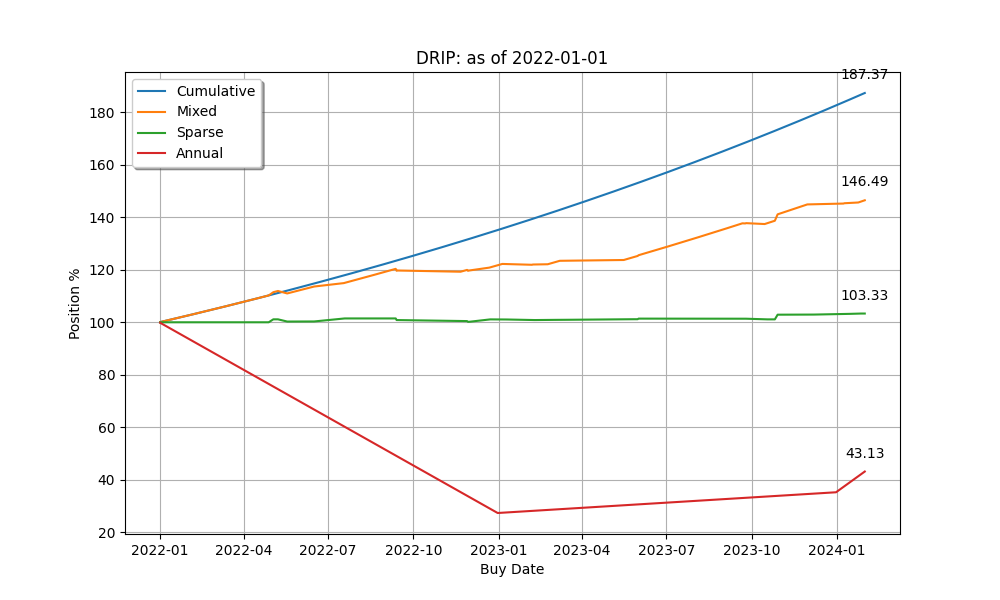 DRIP: as of 2022-01-01
187.37
Cumulative
Mixed
Sparse
Annual
146.49
103.33
43.13
Position %
180
160
140
120
100
80
60
40
20
2022-01 2022-04 2022-07 2022-10 2023-01 2023-04 2023-07 2023-10 2024-01
Buy Date